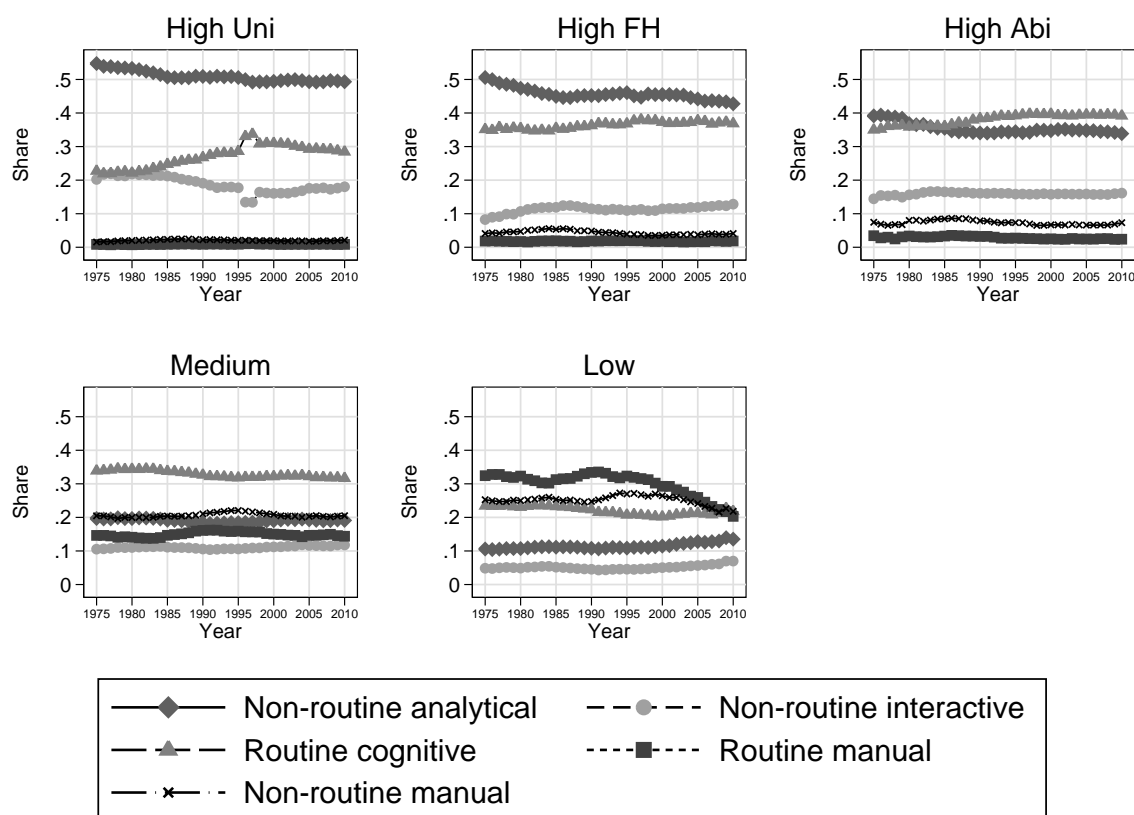 High Uni
High FH
High Abi
Share
.5
.4
.3
.2
.1
0
1975 1980 1985 1990 1995 2000 2005 2010
Year
Share
.5
.4
.3
.2
.1
0
1975 1980 1985 1990 1995 2000 2005 2010
Year
Share
.5
.4
.3
.2
.1
0
1975 1980 1985 1990 1995 2000 2005 2010
Year
Medium
Low
Share
.5
.4
.3
.2
.1
0
1975 1980 1985 1990 1995 2000 2005 2010
Year
Share
.5
.4
.3
.2
.1
0
1975 1980 1985 1990 1995 2000 2005 2010
Year
Non-routine analytical
Non-routine interactive
Routine cognitive
Routine manual
Non-routine manual